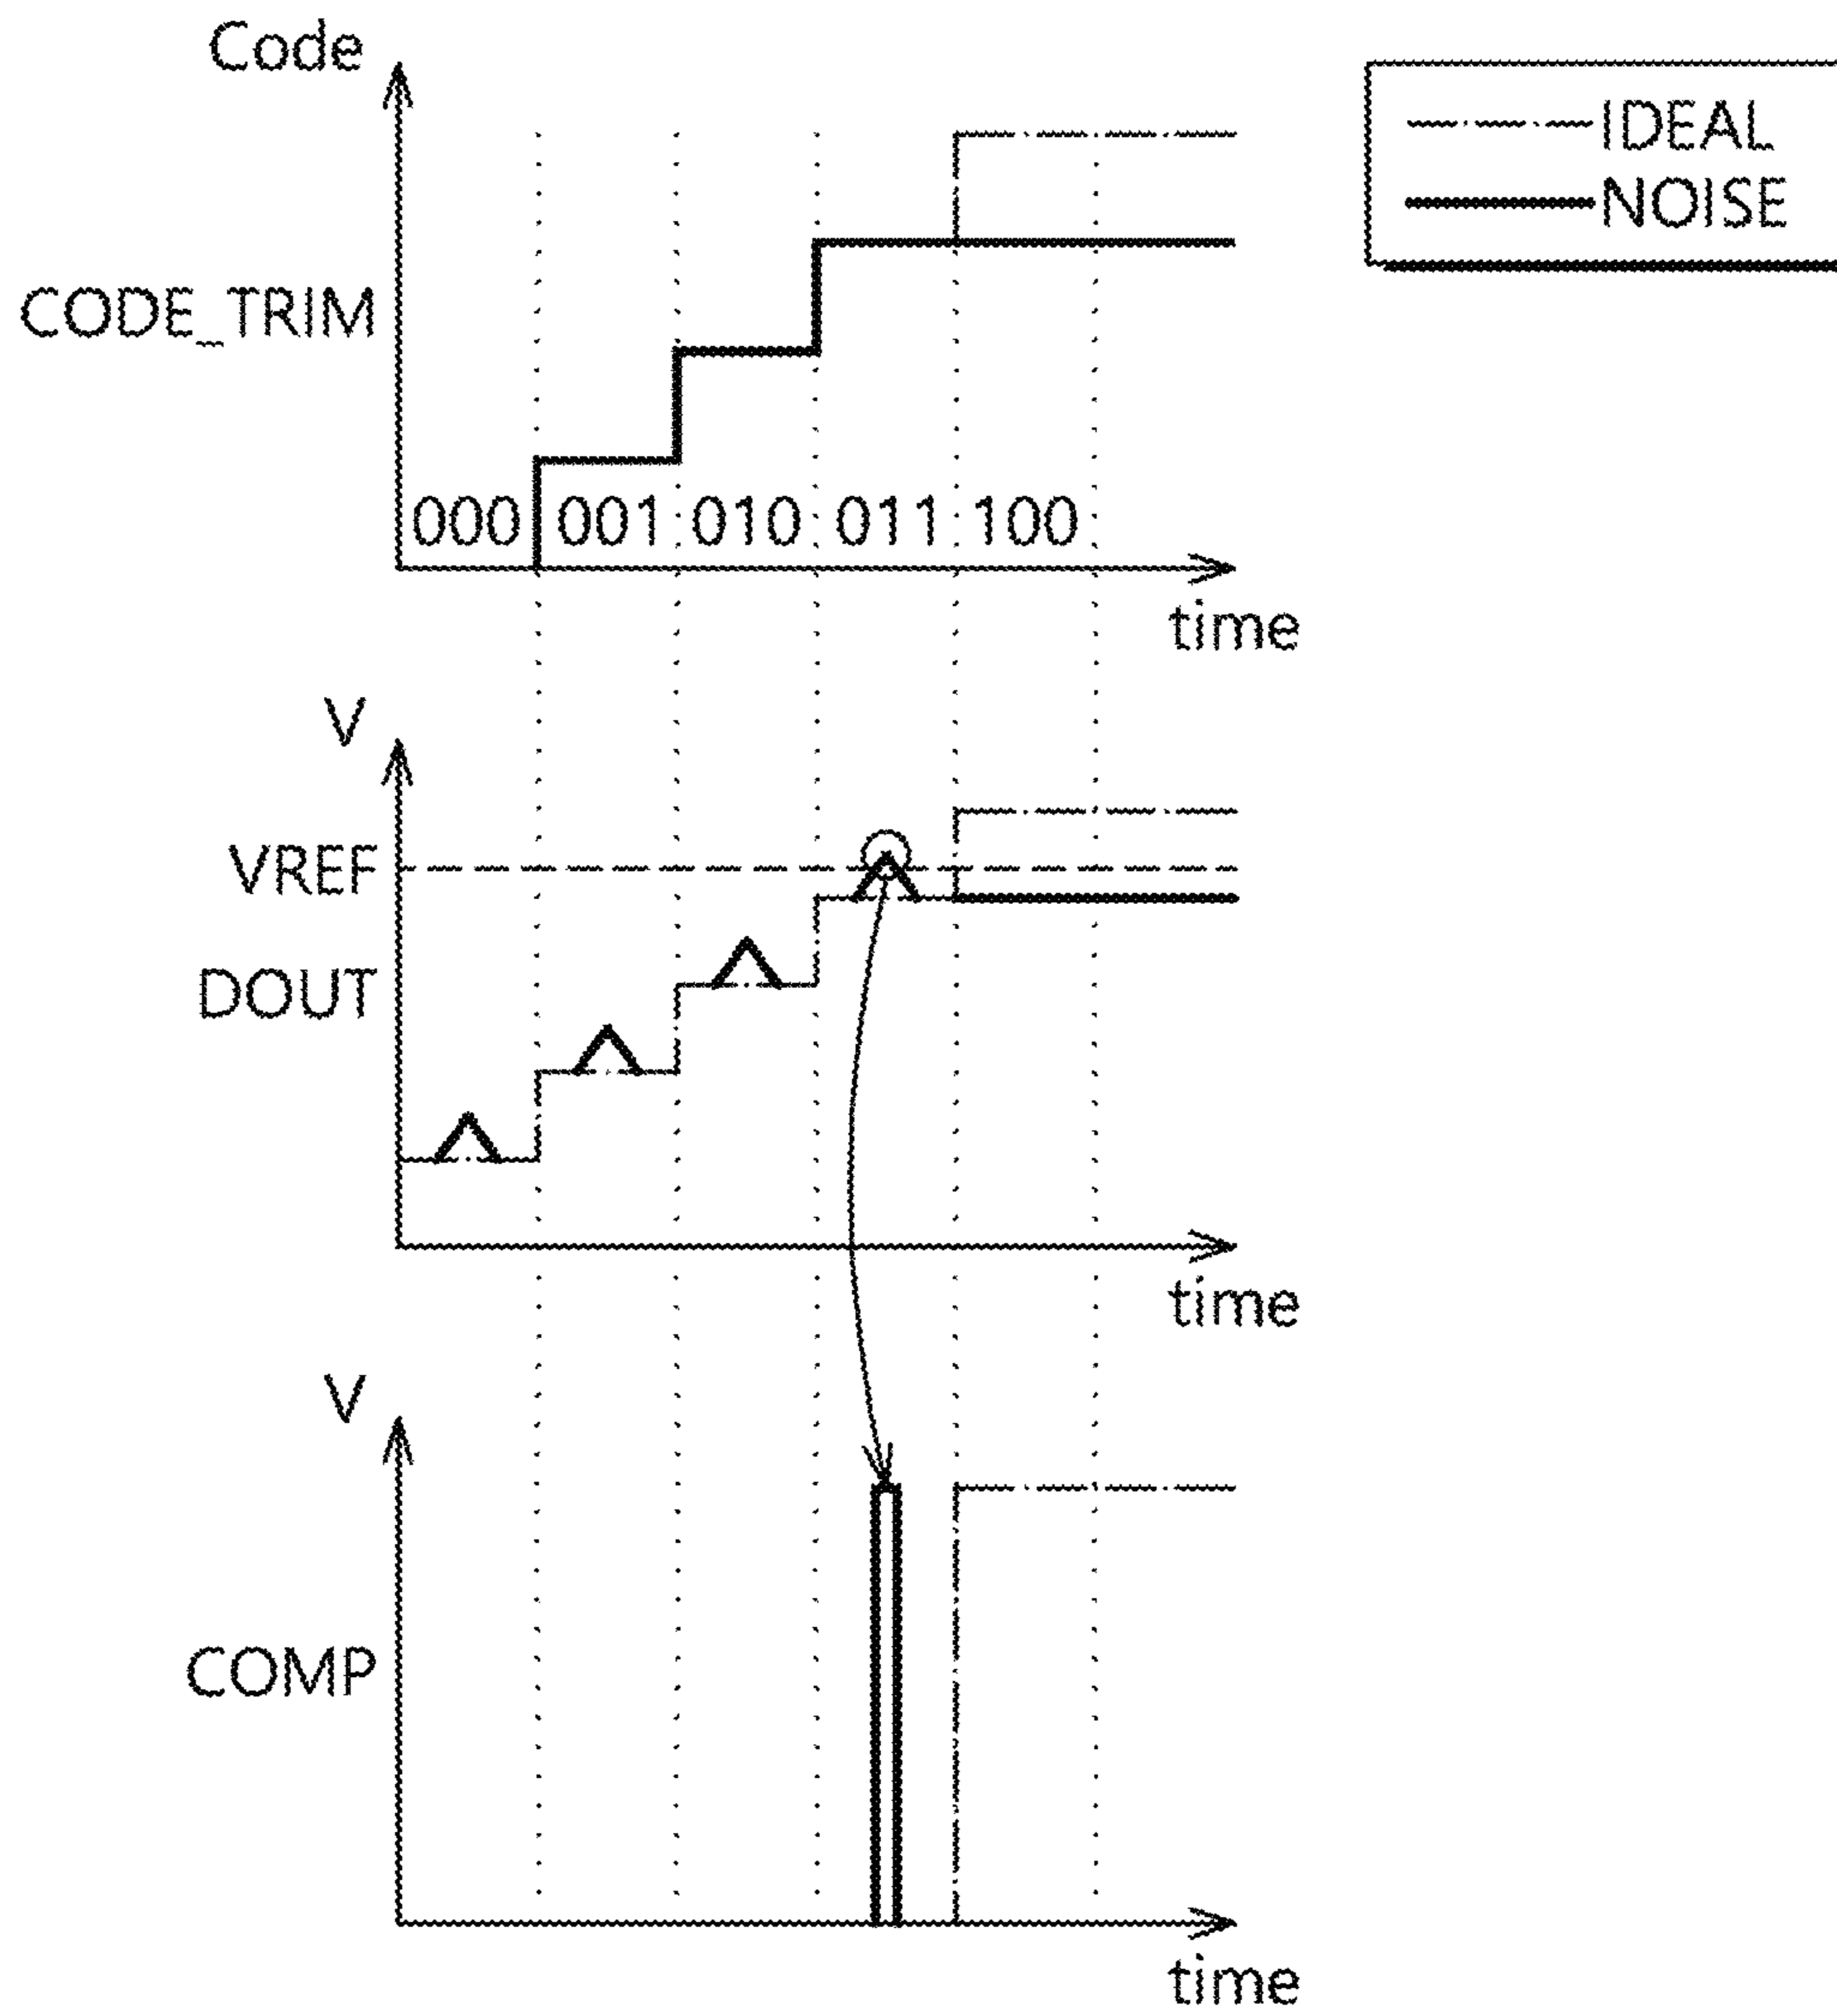 Code
IDEAL
NOISE
CODE_TRIM
000 001 010 011 100
time
V
VREF
DOUT
time
V
COMP
time